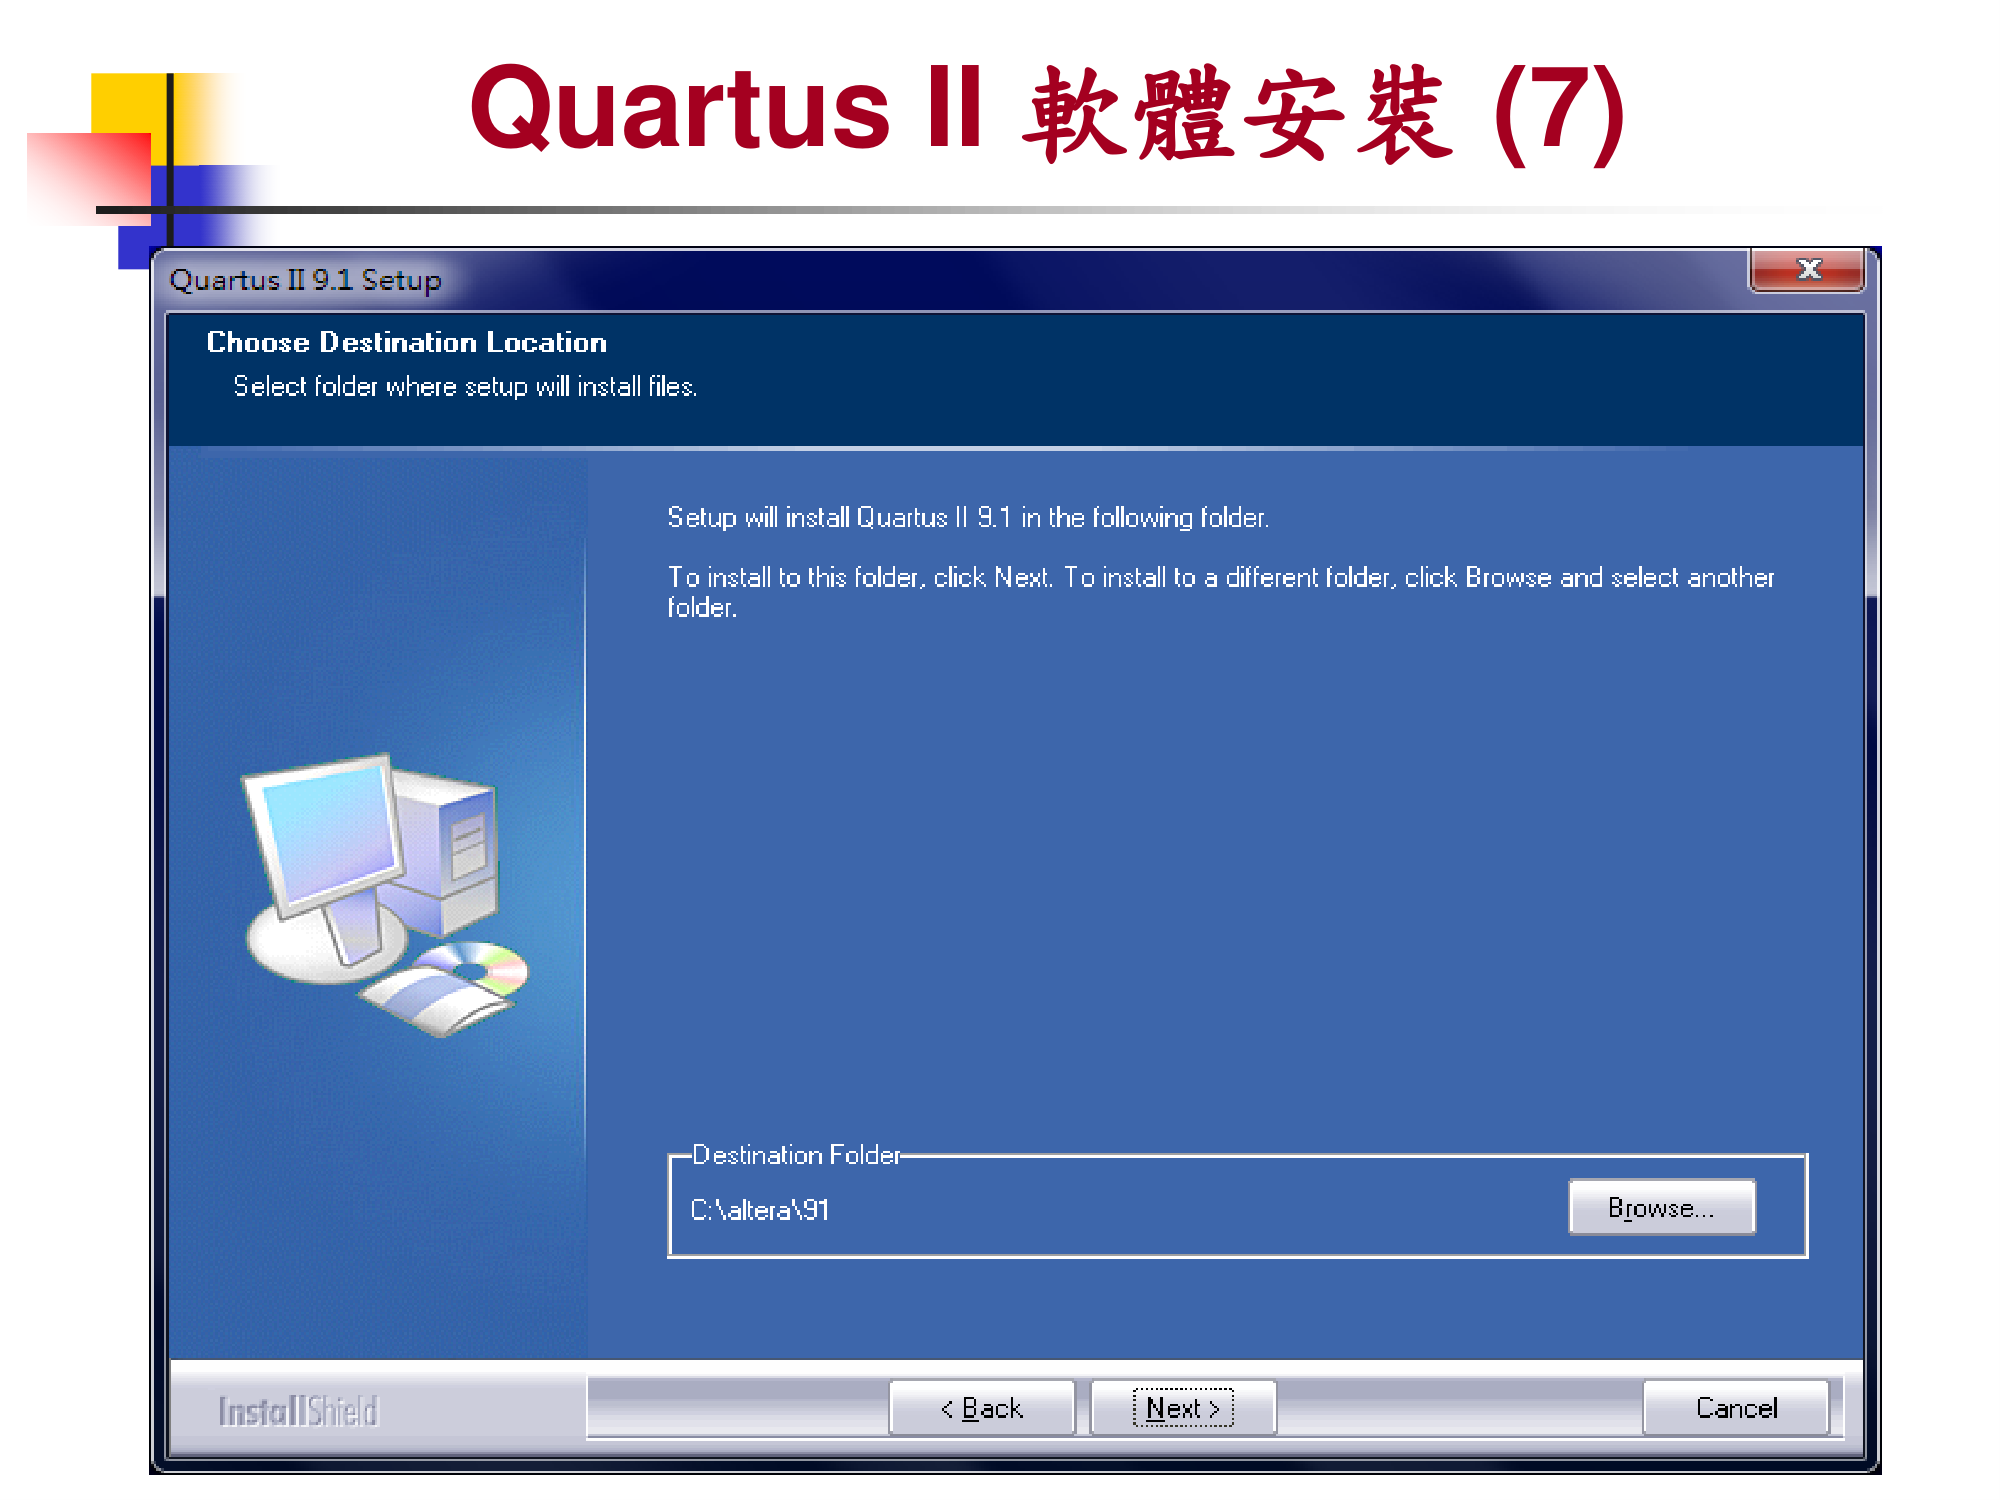 Quartus II 軟體安裝 (7)
Quartus II 9.1 Setup
Choose Destination Location
Select folder where setup will install files.
Setup will install Quartus II 9.1 in the following folder.
To install to this folder, click Next. To install to a different folder, click Browse and select another
folder.
Destination Folder
C:\altera\91
Browse...
InstallShield
< Back
Next >
Cancel